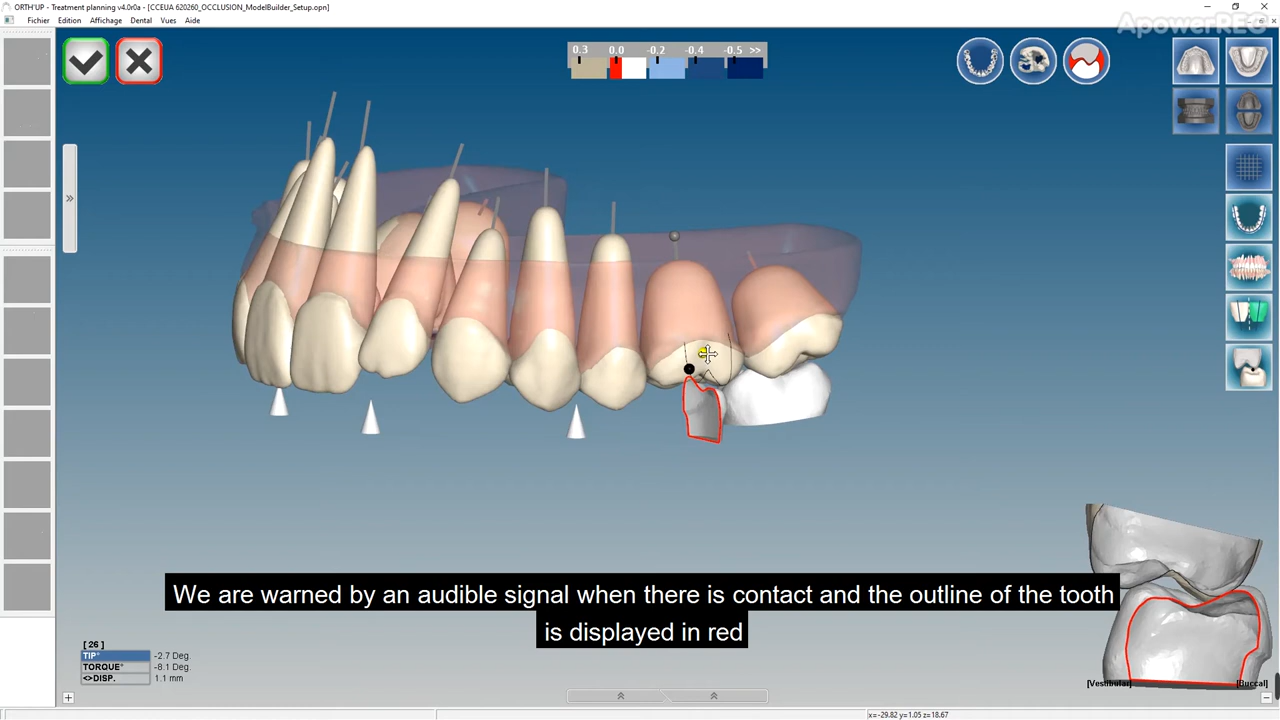 ORTH'UP - Treatment planning v4.0r0a - [CCEUA 620260_OCCLUSION_ModelBuilder_Setup.opn]
ApowerREC
Fichier Edition Affichage Dental Vues Aide
0.3 0.0 -0.2 -0.4 -0.5 >>
We are warned by an audible signal when there is contact and the outline of the tooth
is displayed in red
[ 26 ]
TIP° -2.7 Deg.
TORQUE° -8.1 Deg.
<>DISP. 1.1 mm
[Vestibular] [Buccal]
x=-29.82 y=1.05 z=18.67